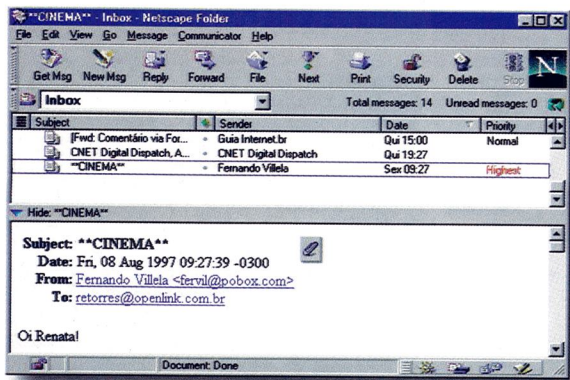 **CINEMA** - Inbox - Netscape Folder
File Edit View Go Message Communicator Help
Get Msg New Msg Reply Forward File Next Print Security Delete Stop N
Inbox Total messages: 14 Unread messages: 0
Subject Sender Date Priority
[Fwd: Comentário via For... Guia Internet.br Qui 15:00 Normal
CNET Digital Dispatch, A... CNET Digital Dispatch Qui 19:27
**CINEMA** Fernando Villela Sex 09:27 Highest
Hide: **CINEMA**
Subject: **CINEMA**
Date: Fri, 08 Aug 1997 09:27:39 -0300
From: Fernando Villela <fervil@pobox.com>
To: retorres@openlink.com.br
Oi Renata!
Document: Done